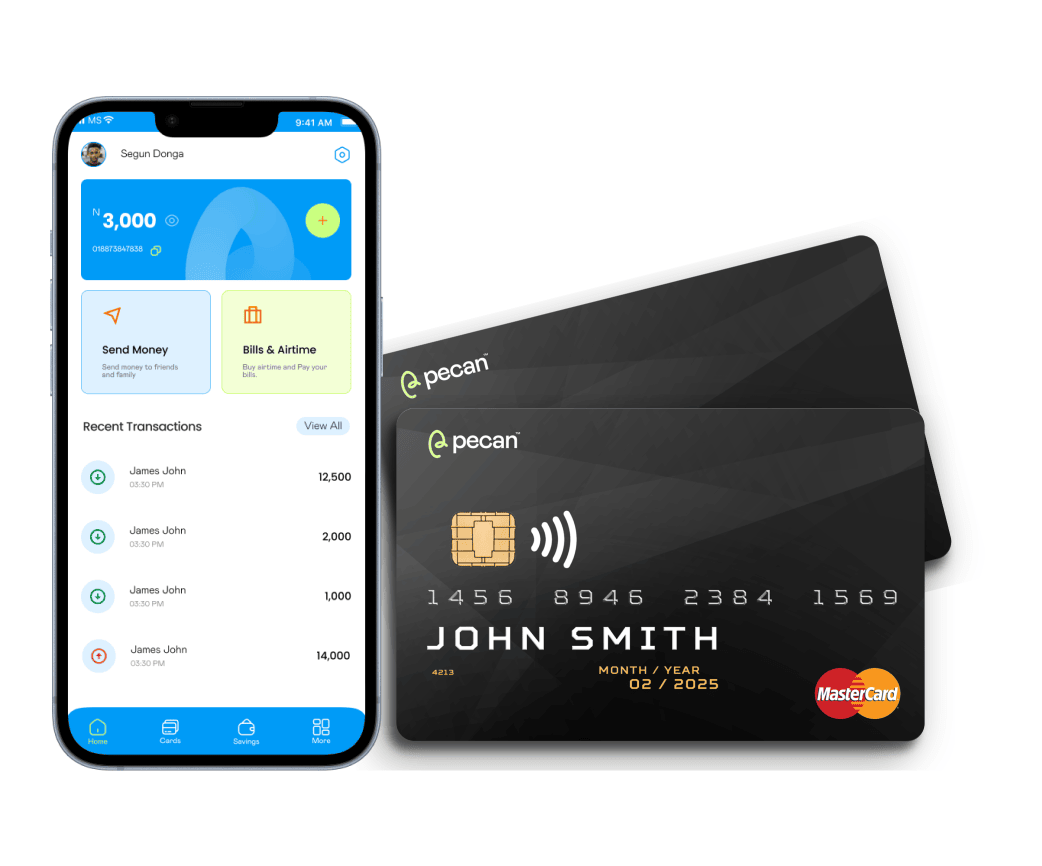 MS
9:41 AM
Segun Donga
N 3,000
018873847838
Send Money
Send money to friends
and family
Bills & Airtime
Buy airtime and Pay your
bills.
Recent Transactions
View All
James John
03:30 PM
12,500
James John
03:30 PM
2,000
James John
03:30 PM
1,000
James John
03:30 PM
14,000
Home
Cards
Savings
More
pecan™
pecan™
1456 8946 2384 1569
JOHN SMITH
4213
MONTH / YEAR
02 / 2025
MasterCard